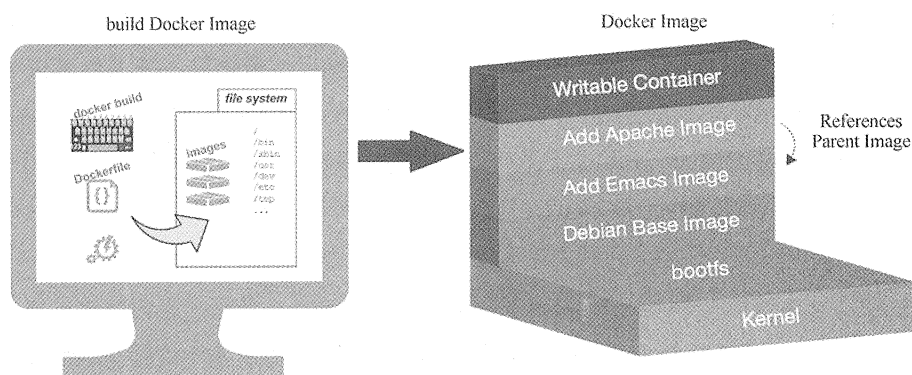 build Docker Image
docker build
Dockerfile
{}
file system
images
/
/bin
/sbin
/usr
/dev
/etc
/tmp
...
Docker Image
Writable Container
Add Apache Image
Add Emacs Image
Debian Base Image
bootfs
Kernel
References
Parent Image